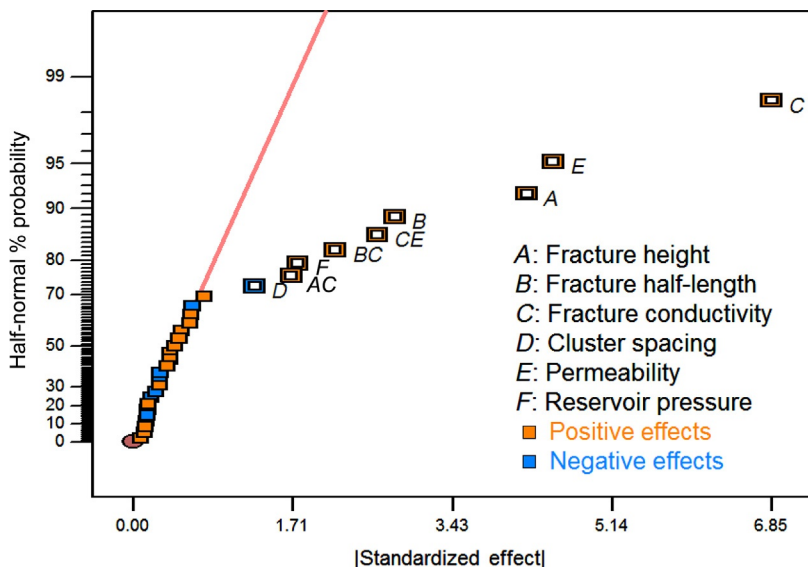 Half-normal % probability
99
95
90
80
70
50
30
20
10
0
C
E
A
B
CE
BC
F
AC
D
A: Fracture height
B: Fracture half-length
C: Fracture conductivity
D: Cluster spacing
E: Permeability
F: Reservoir pressure
Positive effects
Negative effects
0.00 1.71 3.43 5.14 6.85
|Standardized effect|